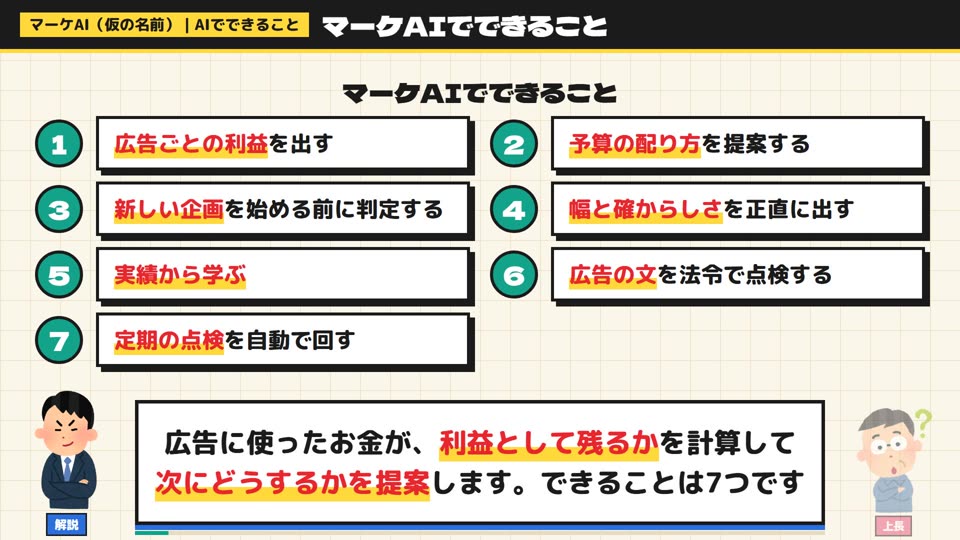 マーケAI（仮の名前） | AIでできること
マーケAIでできること
マーケAIでできること
1 広告ごとの利益を出す
2 予算の配り方を提案する
3 新しい企画を始める前に判定する
4 幅と確からしさを正直に出す
5 実績から学ぶ
6 広告の文を法令で点検する
7 定期の点検を自動で回す
広告に使ったお金が、利益として残るかを計算して
次にどうするかを提案します。できることは7つです
解説
上長
?